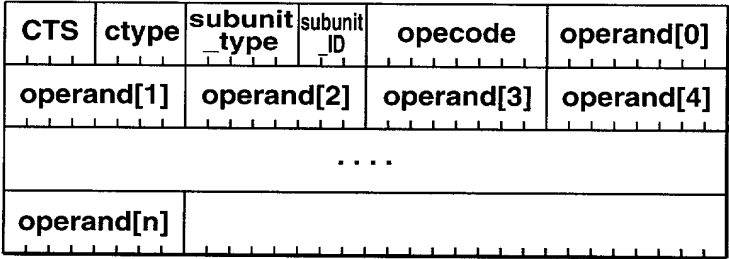 CTS ctype subunit_type subunit_ID opecode operand[0]
operand[1] operand[2] operand[3] operand[4]
....
operand[n]